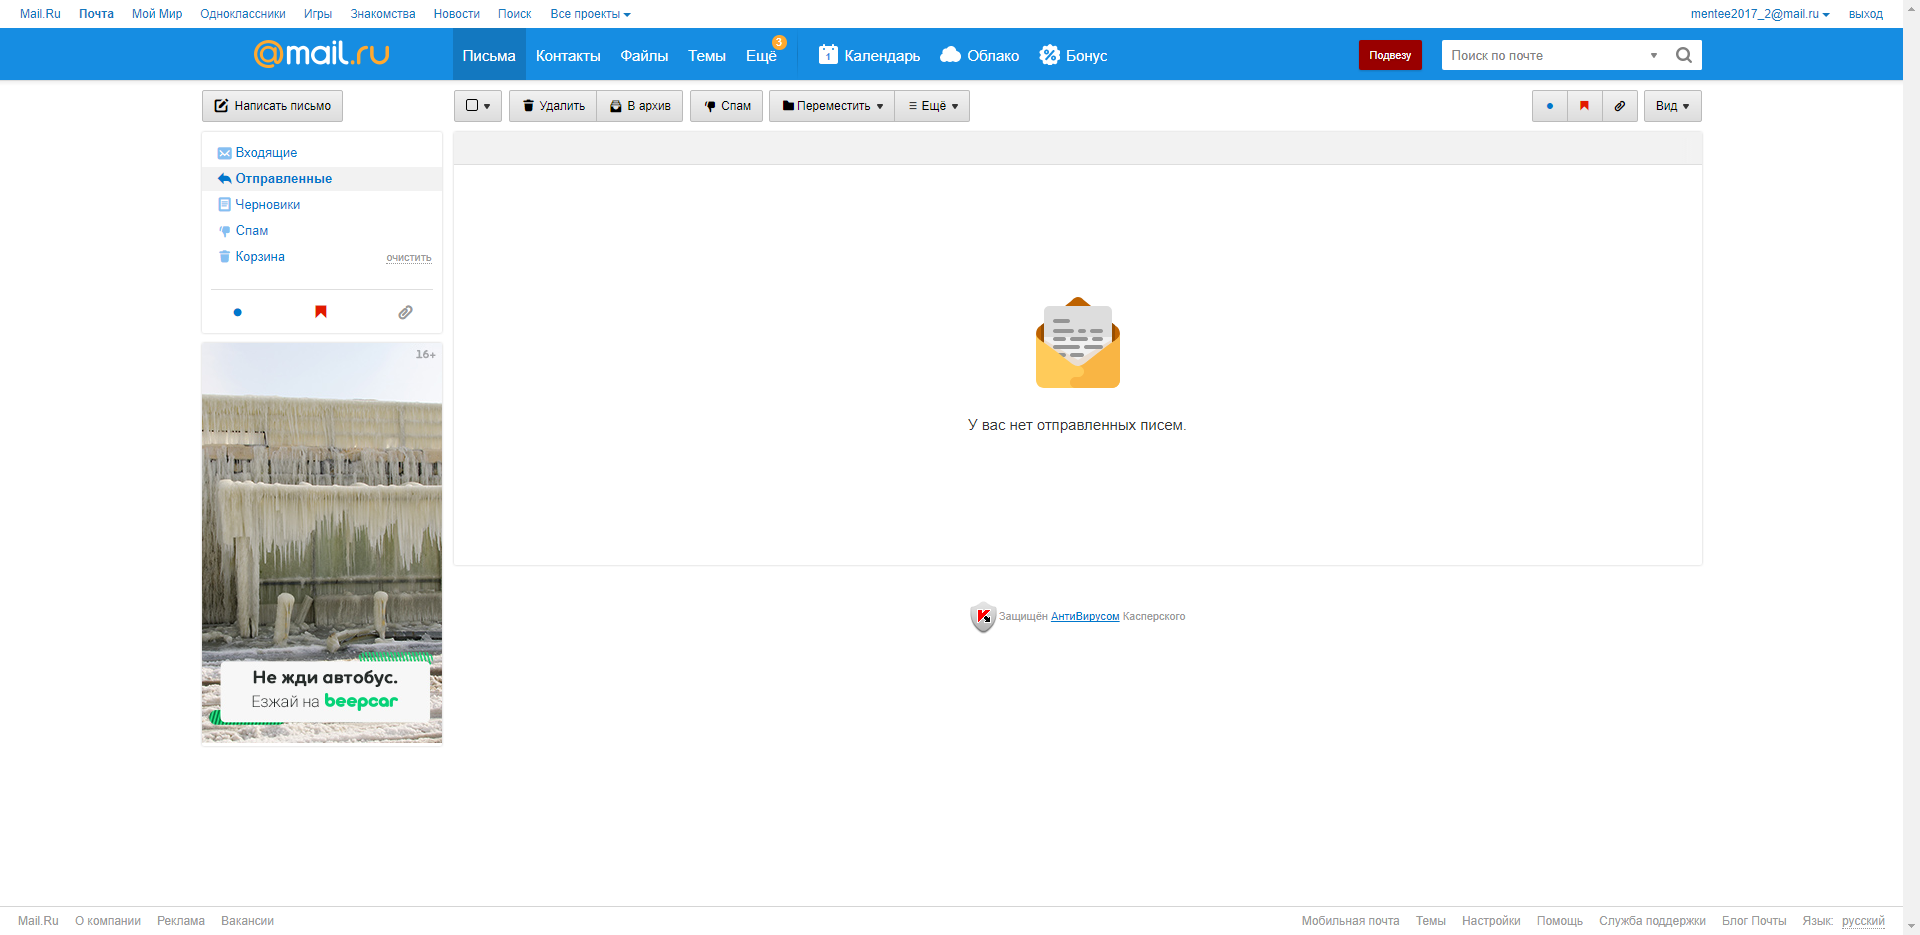 Mail.Ru Почта Мой Мир Одноклассники Игры Знакомства Новости Поиск Все проекты mentee2017_2@mail.ru выход
@mail.ru Письма Контакты Файлы Темы Ещё 3 1 Календарь Облако Бонус Подвезу Поиск по почте
Написать письмо Удалить В архив Спам Переместить Ещё Вид
Входящие
Отправленные
Черновики
Спам
Корзина очистить
16+
У вас нет отправленных писем.
Защищён АнтиВирусом Касперского
Не жди автобус.
Езжай на beepcar
Mail.Ru О компании Реклама Вакансии Мобильная почта Темы Настройки Помощь Служба поддержки Блог Почты Язык: русский